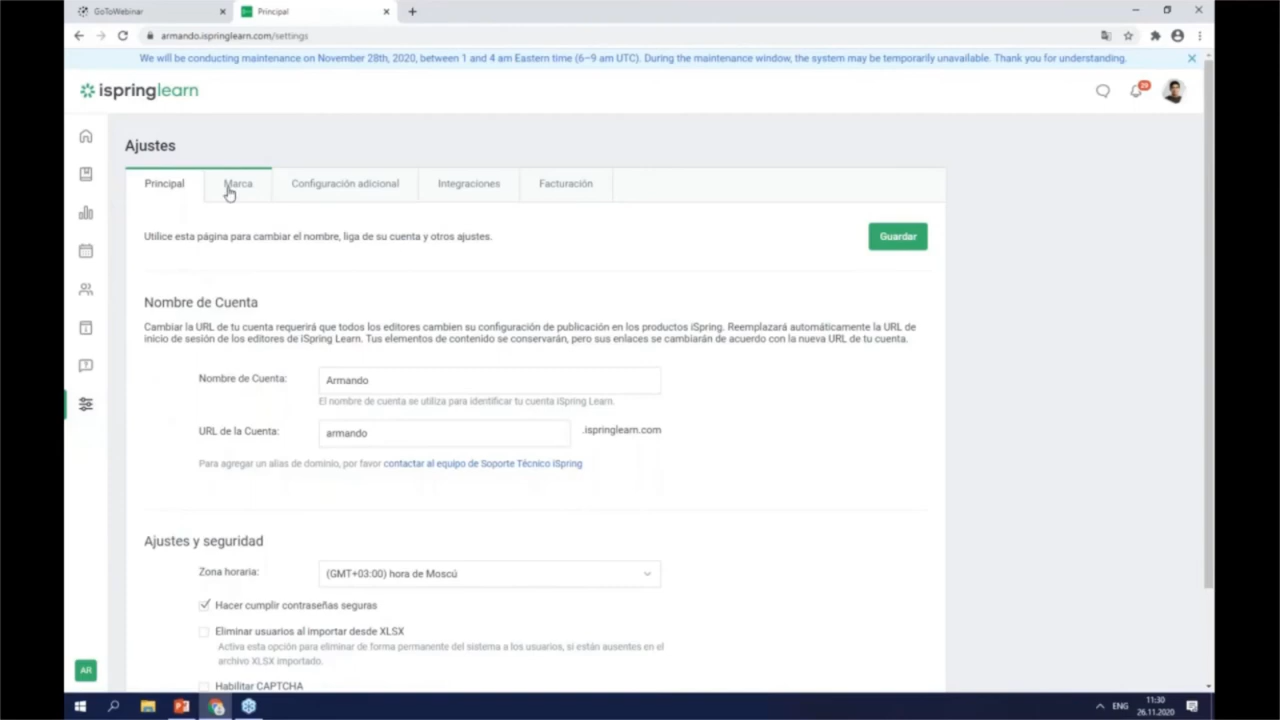 GoToWebinar
Principal
armando.ispringlearn.com/settings
We will be conducting maintenance on November 28th, 2020, between 1 and 4 am Eastern time (6–9 am UTC). During the maintenance window, the system may be temporarily unavailable. Thank you for understanding.
ispringlearn
29
Ajustes
Principal
Marca
Configuración adicional
Integraciones
Facturación
Utilice esta página para cambiar el nombre, liga de su cuenta y otros ajustes.
Guardar
Nombre de Cuenta
Cambiar la URL de tu cuenta requerirá que todos los editores cambien su configuración de publicación en los productos iSpring. Reemplazará automáticamente la URL de
inicio de sesión de los editores de iSpring Learn. Tus elementos de contenido se conservarán, pero sus enlaces se cambiarán de acuerdo con la nueva URL de tu cuenta.
Nombre de Cuenta:
Armando
El nombre de cuenta se utiliza para identificar tu cuenta iSpring Learn.
URL de la Cuenta:
armando
.ispringlearn.com
Para agregar un alias de dominio, por favor contactar al equipo de Soporte Técnico iSpring
Ajustes y seguridad
Zona horaria:
(GMT+03:00) hora de Moscú
Hacer cumplir contraseñas seguras
Eliminar usuarios al importar desde XLSX
Activa esta opción para eliminar de forma permanente del sistema a los usuarios, si están ausentes en el
archivo XLSX importado.
Habilitar CAPTCHA
AR
ENG
11:30
26.11.2020